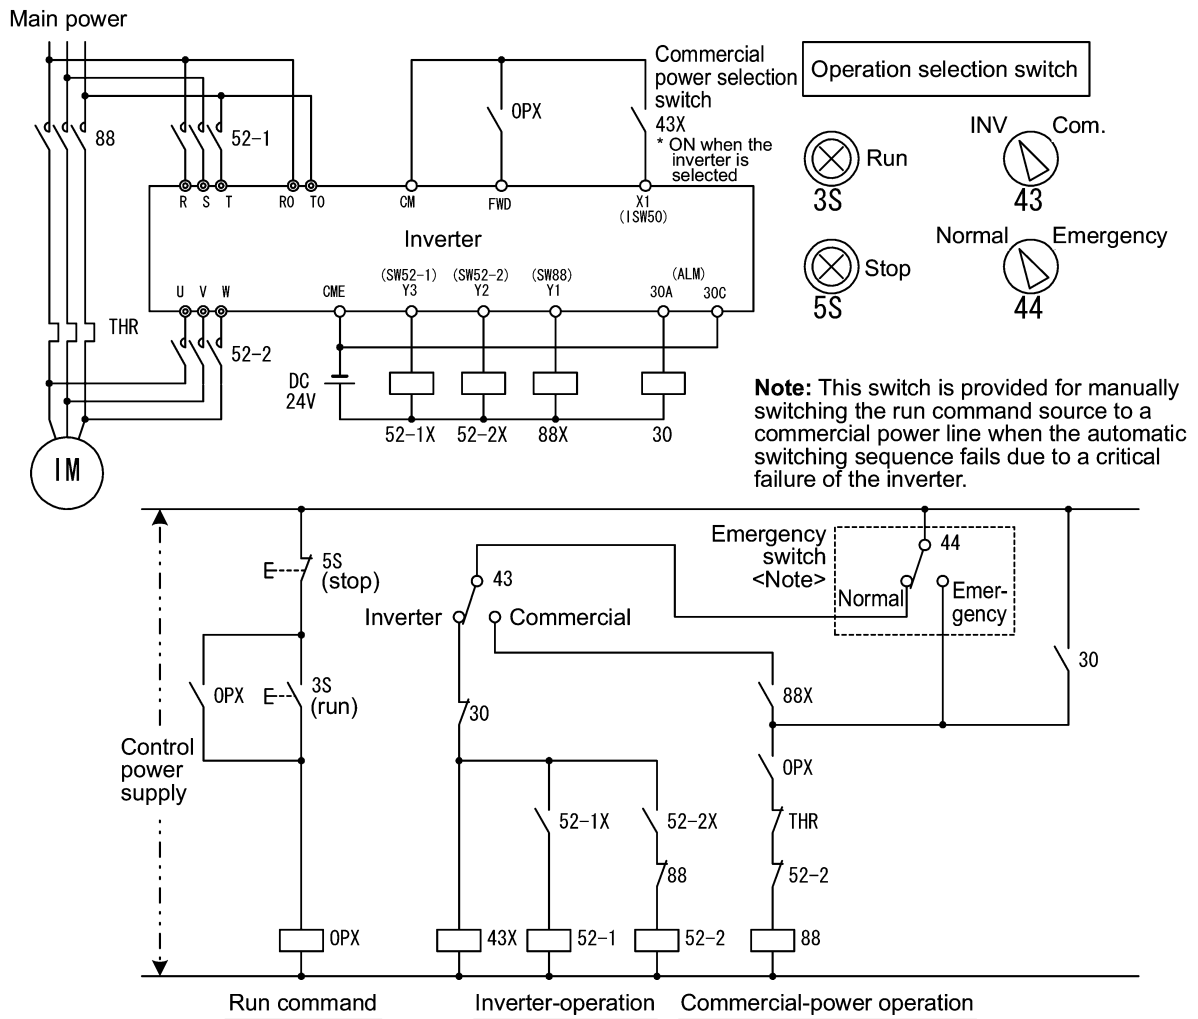 Main power
88
52-1
OPX
Commercial
power selection
switch
43X
* ON when the
inverter is
selected
Operation selection switch
Run
3S
INV
Com.
43
Stop
5S
Normal
Emergency
44
R
S
T
R0
T0
CM
FWD
X1
(ISW50)
Inverter
U
V
W
CME
(SW52-1)
Y3
(SW52-2)
Y2
(SW88)
Y1
(ALM)
30A
30C
THR
52-2
DC
24V
52-1X
52-2X
88X
30
IM
Note: This switch is provided for manually
switching the run command source to a
commercial power line when the automatic
switching sequence fails due to a critical
failure of the inverter.
5S
(stop)
OPX
3S
(run)
Control
power
supply
OPX
43
Inverter
Commercial
30
Emergency
switch
<Note>
44
Normal
Emer-
gency
30
88X
OPX
THR
52-2
52-1X
52-2X
88
43X
52-1
52-2
88
Run command
Inverter-operation
Commercial-power operation